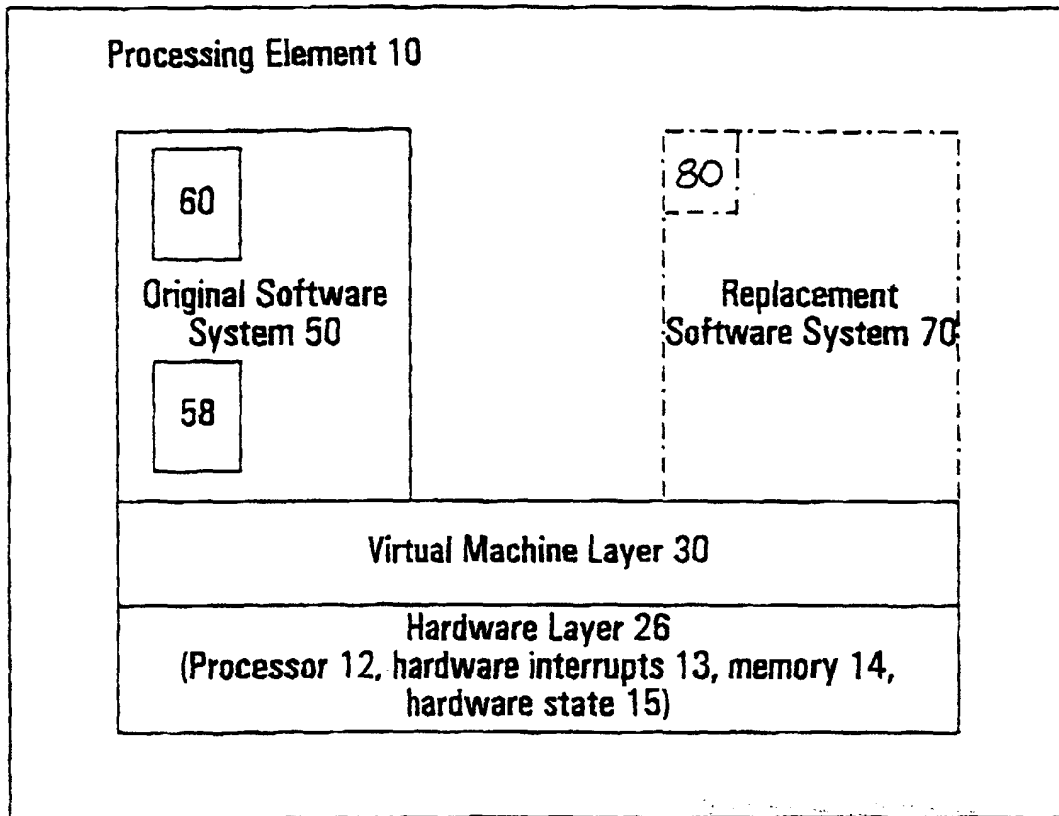 Processing Element 10
60
80
Original Software
System 50
Replacement
Software System 70
58
Virtual Machine Layer 30
Hardware Layer 26
(Processor 12, hardware interrupts 13, memory 14,
hardware state 15)